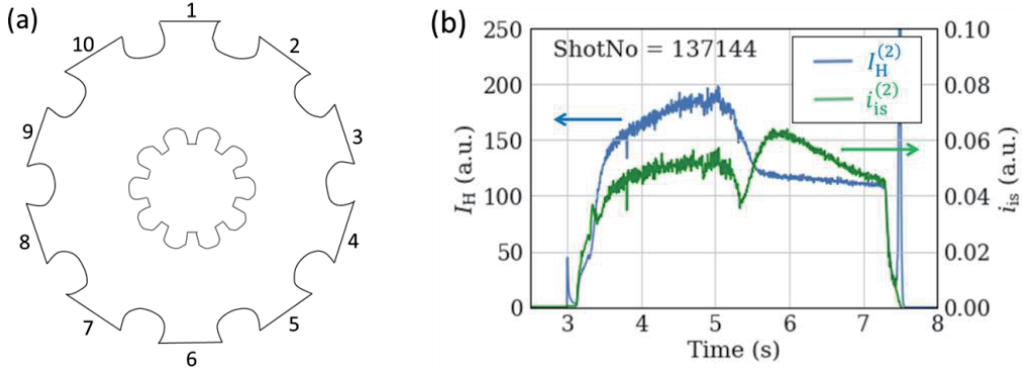 (a)
1
2
3
4
5
6
7
8
9
10
(b)
ShotNo = 137144
I_H^(2)
i_is^(2)
I_H (a.u.)
250
200
150
100
50
0
i_is (a.u.)
0.10
0.08
0.06
0.04
0.02
0.00
3 4 5 6 7 8
Time (s)